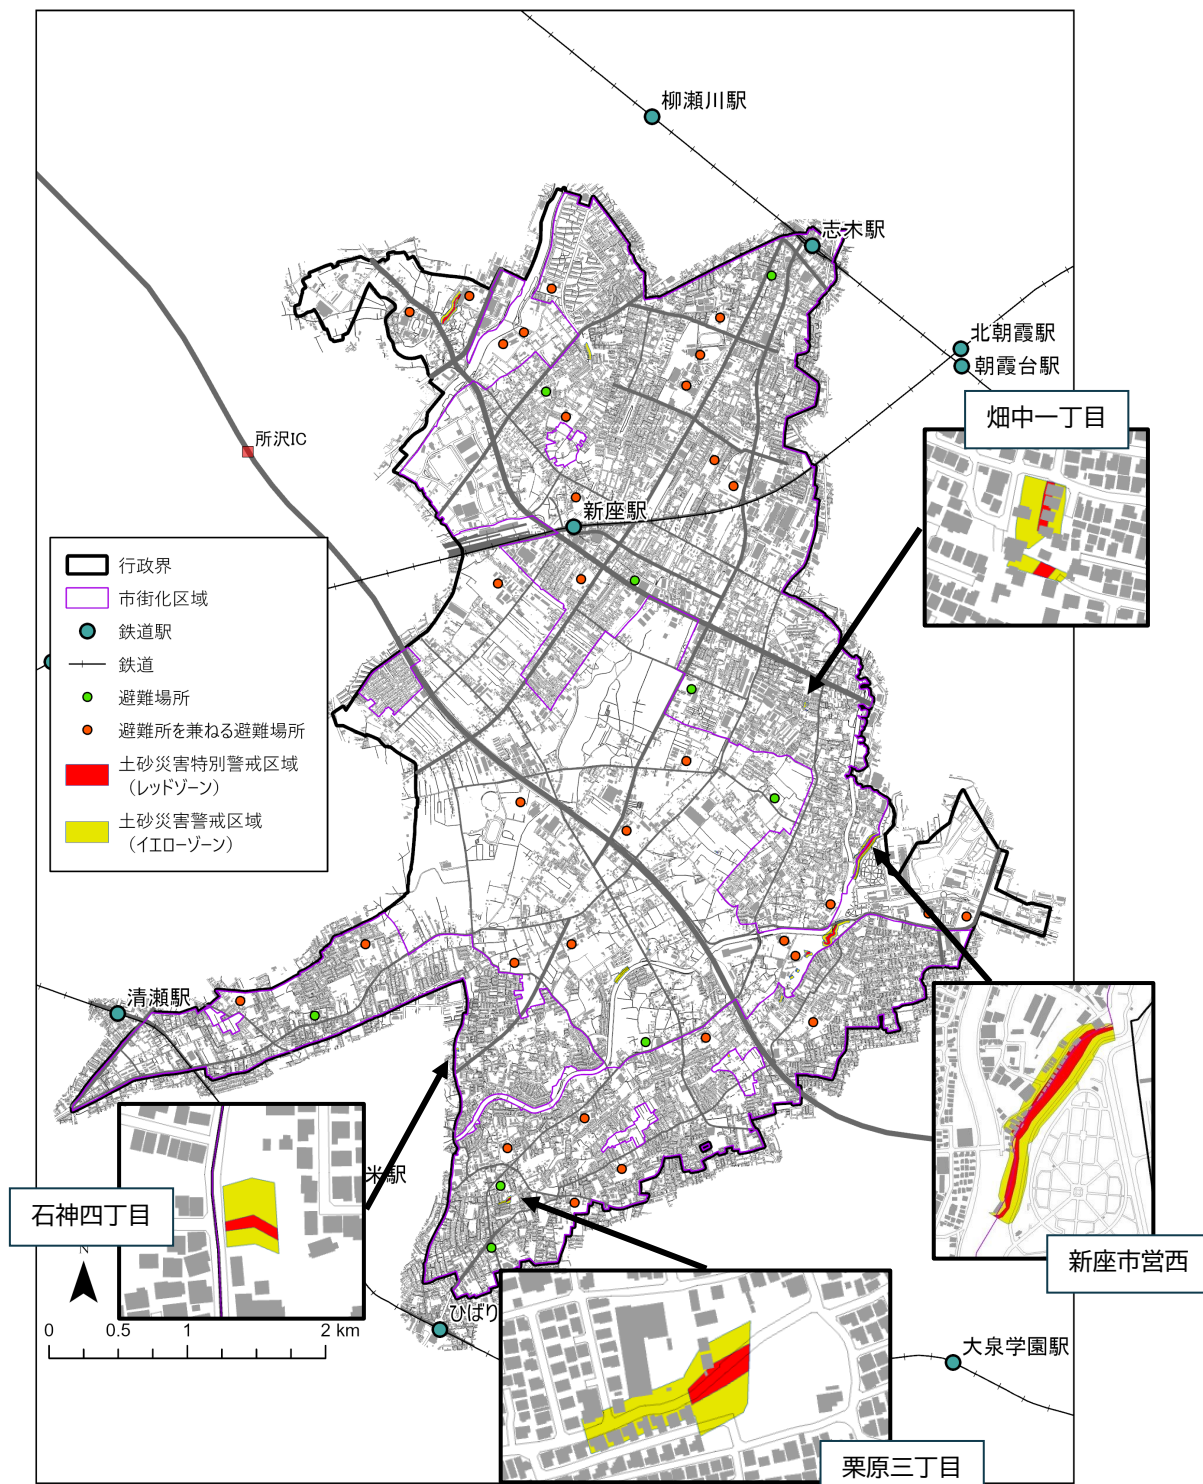 柳瀬川駅
志木駅
北朝霞駅
朝霞台駅
畑中一丁目
所沢IC
新座駅
行政界
市街化区域
鉄道駅
鉄道
避難場所
避難所を兼ねる避難場所
土砂災害特別警戒区域
（レッドゾーン）
土砂災害警戒区域
（イエローゾーン）
清瀬駅
米駅
石神四丁目
新座市営西
N
0 0.5 1 2 km
ひばり
大泉学園駅
栗原三丁目